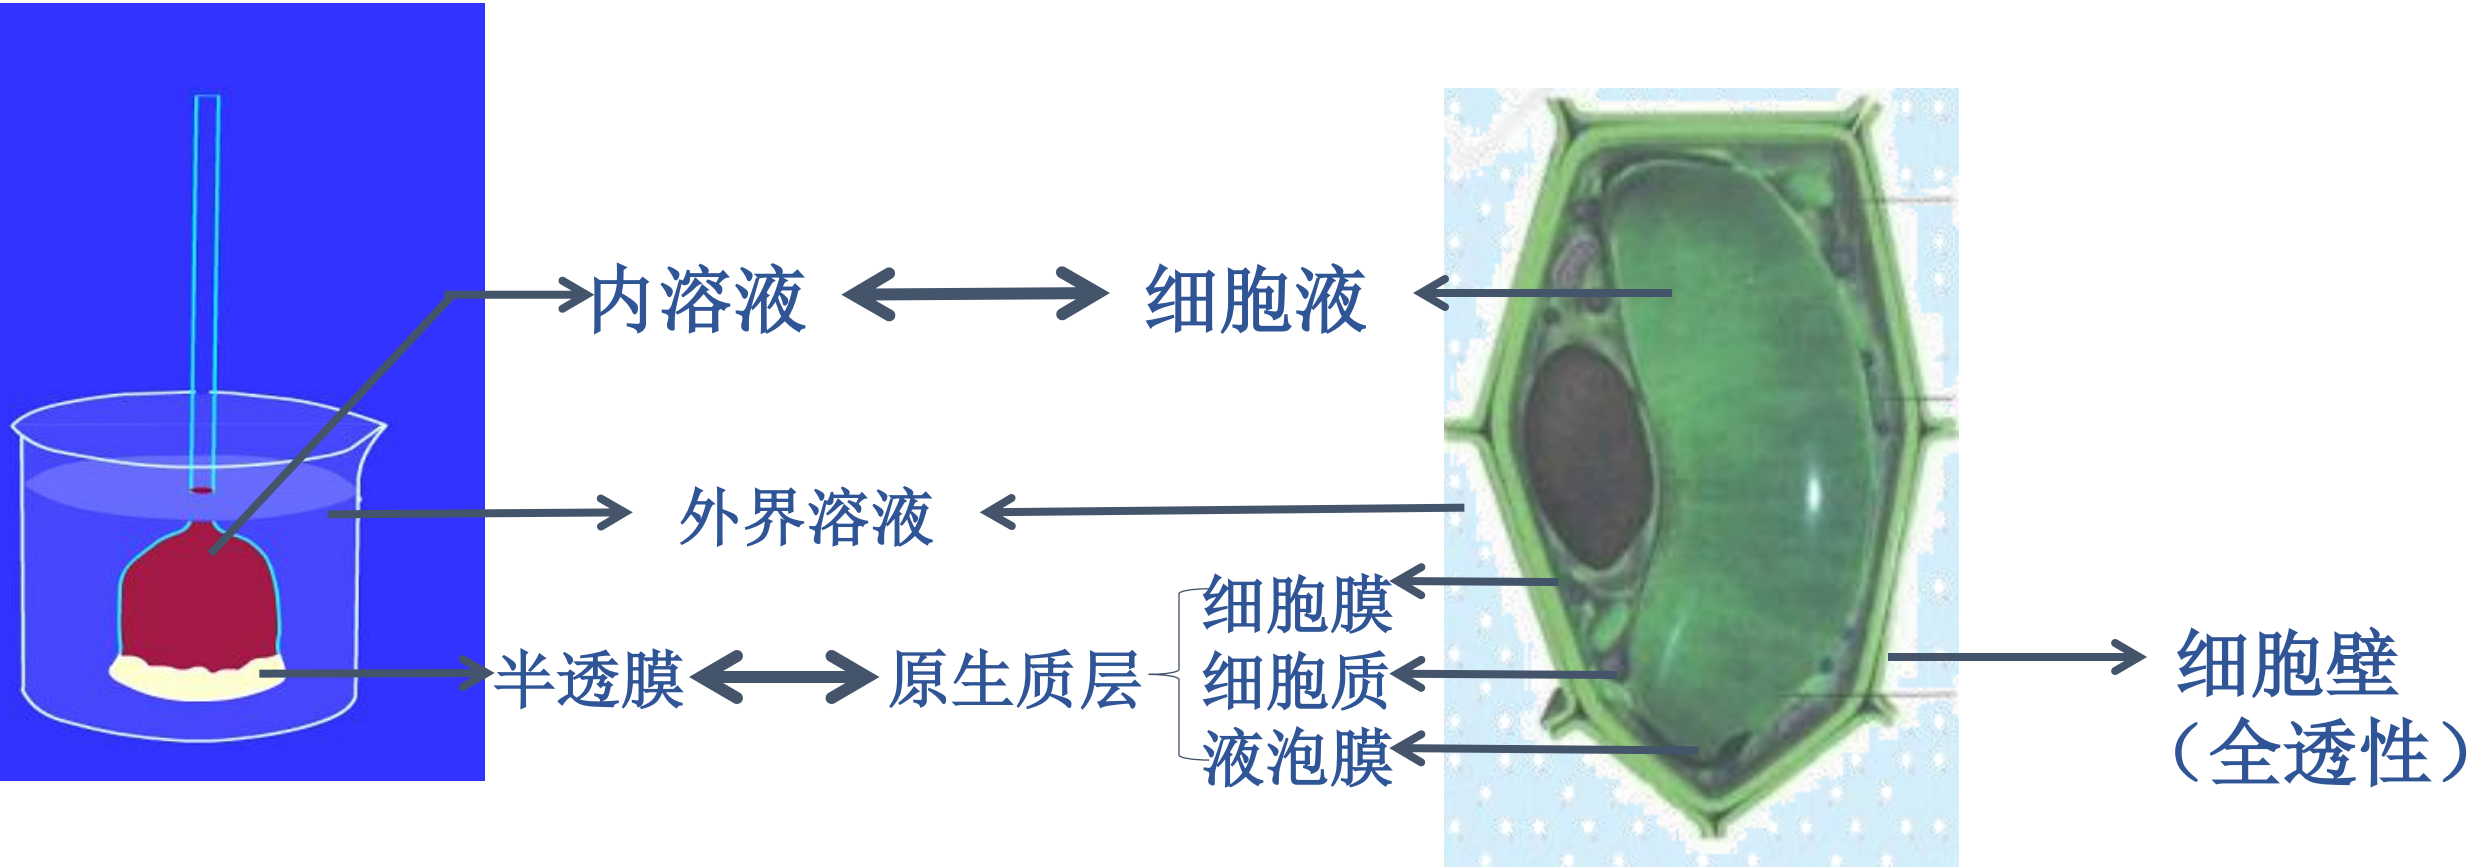 内溶液
细胞液
外界溶液
半透膜
原生质层
细胞膜
细胞质
液泡膜
细胞壁
（全透性）